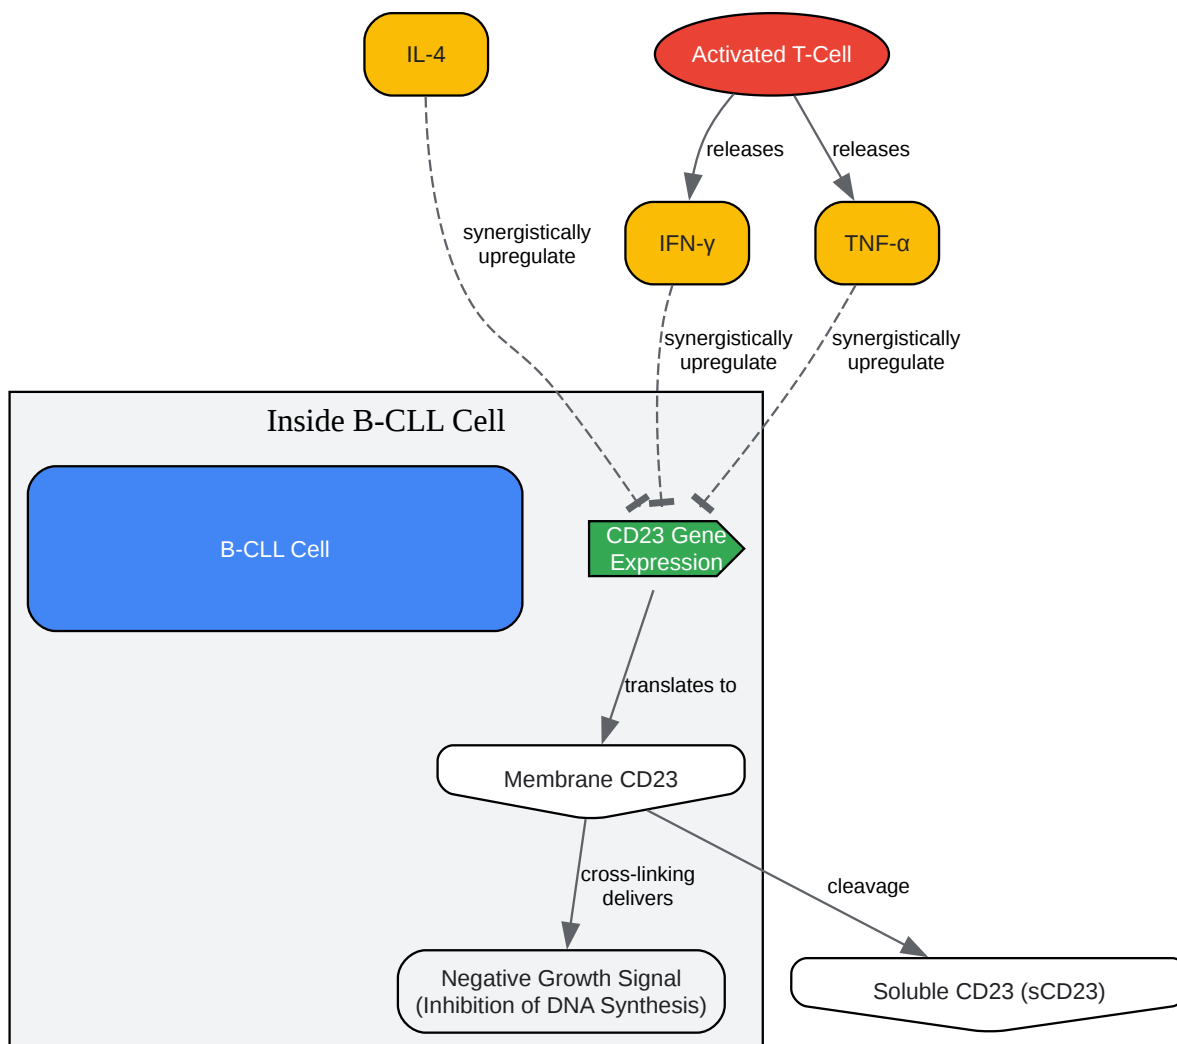 IL-4
Activated T-Cell
releases
releases
IFN-γ
TNF-α
synergistically
upregulate
synergistically
upregulate
synergistically
upregulate
Inside B-CLL Cell
B-CLL Cell
CD23 Gene
Expression
translates to
Membrane CD23
cross-linking
delivers
cleavage
Negative Growth Signal
(Inhibition of DNA Synthesis)
Soluble CD23 (sCD23)